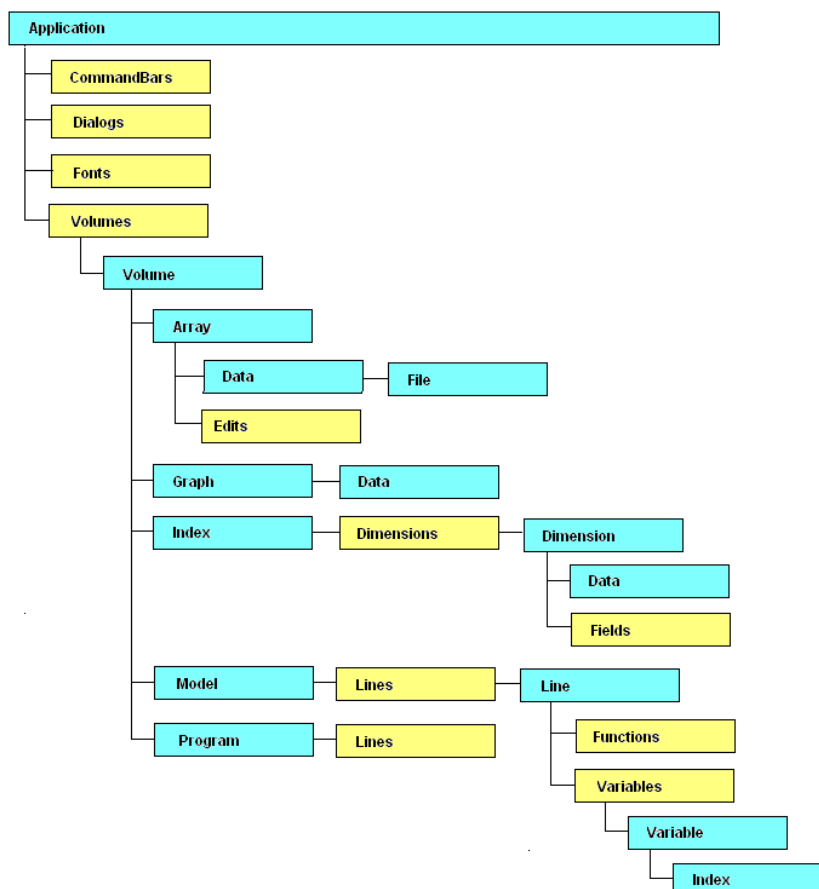 Application
CommandBars
Dialogs
Fonts
Volumes
Volume
Array
Data File
Edits
Graph Data
Index Dimensions Dimension
Data
Fields
Model Lines Line
Program Lines Functions
Variables
Variable
Index